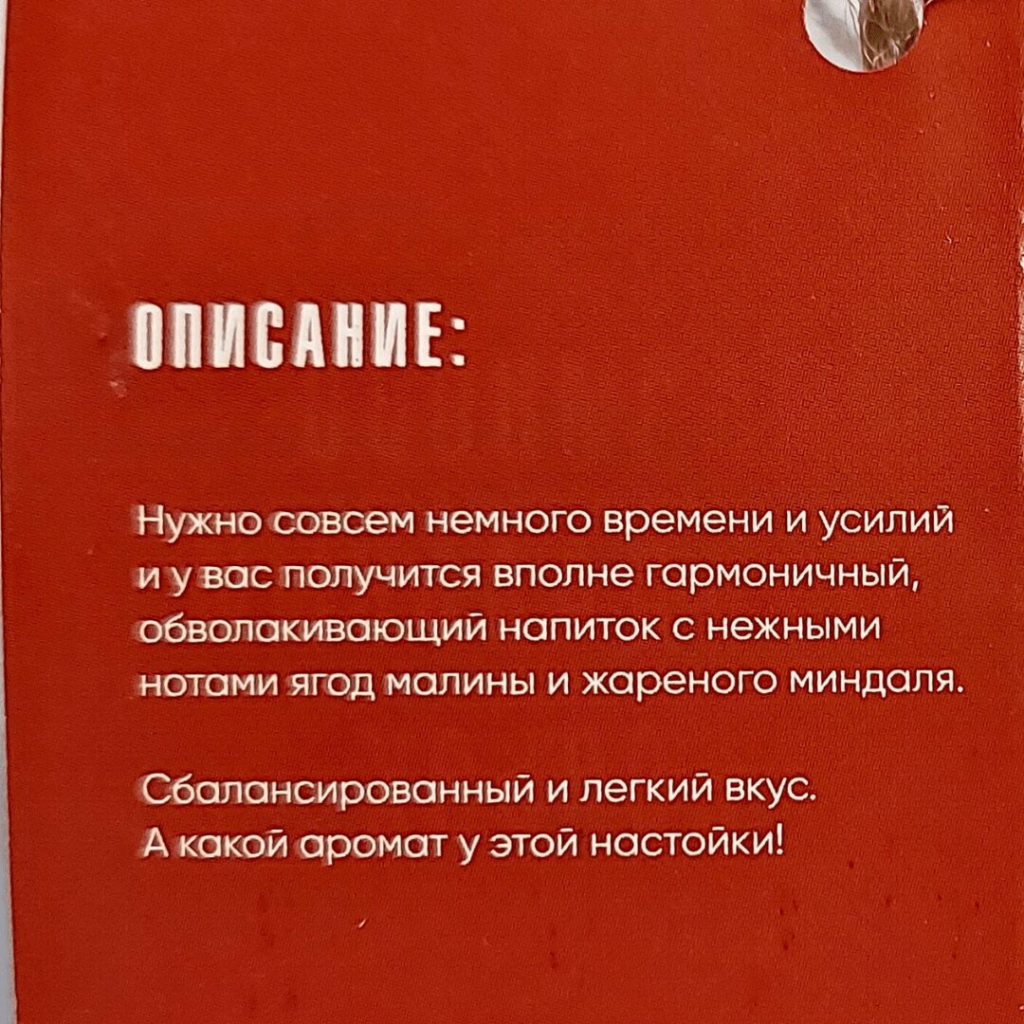 ОПИСАНИЕ:
Нужно совсем немного времени и усилий
и у вас получится вполне гармоничный,
обволакивающий напиток с нежными
нотами ягод малины и жареного миндаля.
Сбалансированный и легкий вкус.
А какой аромат у этой настойки!